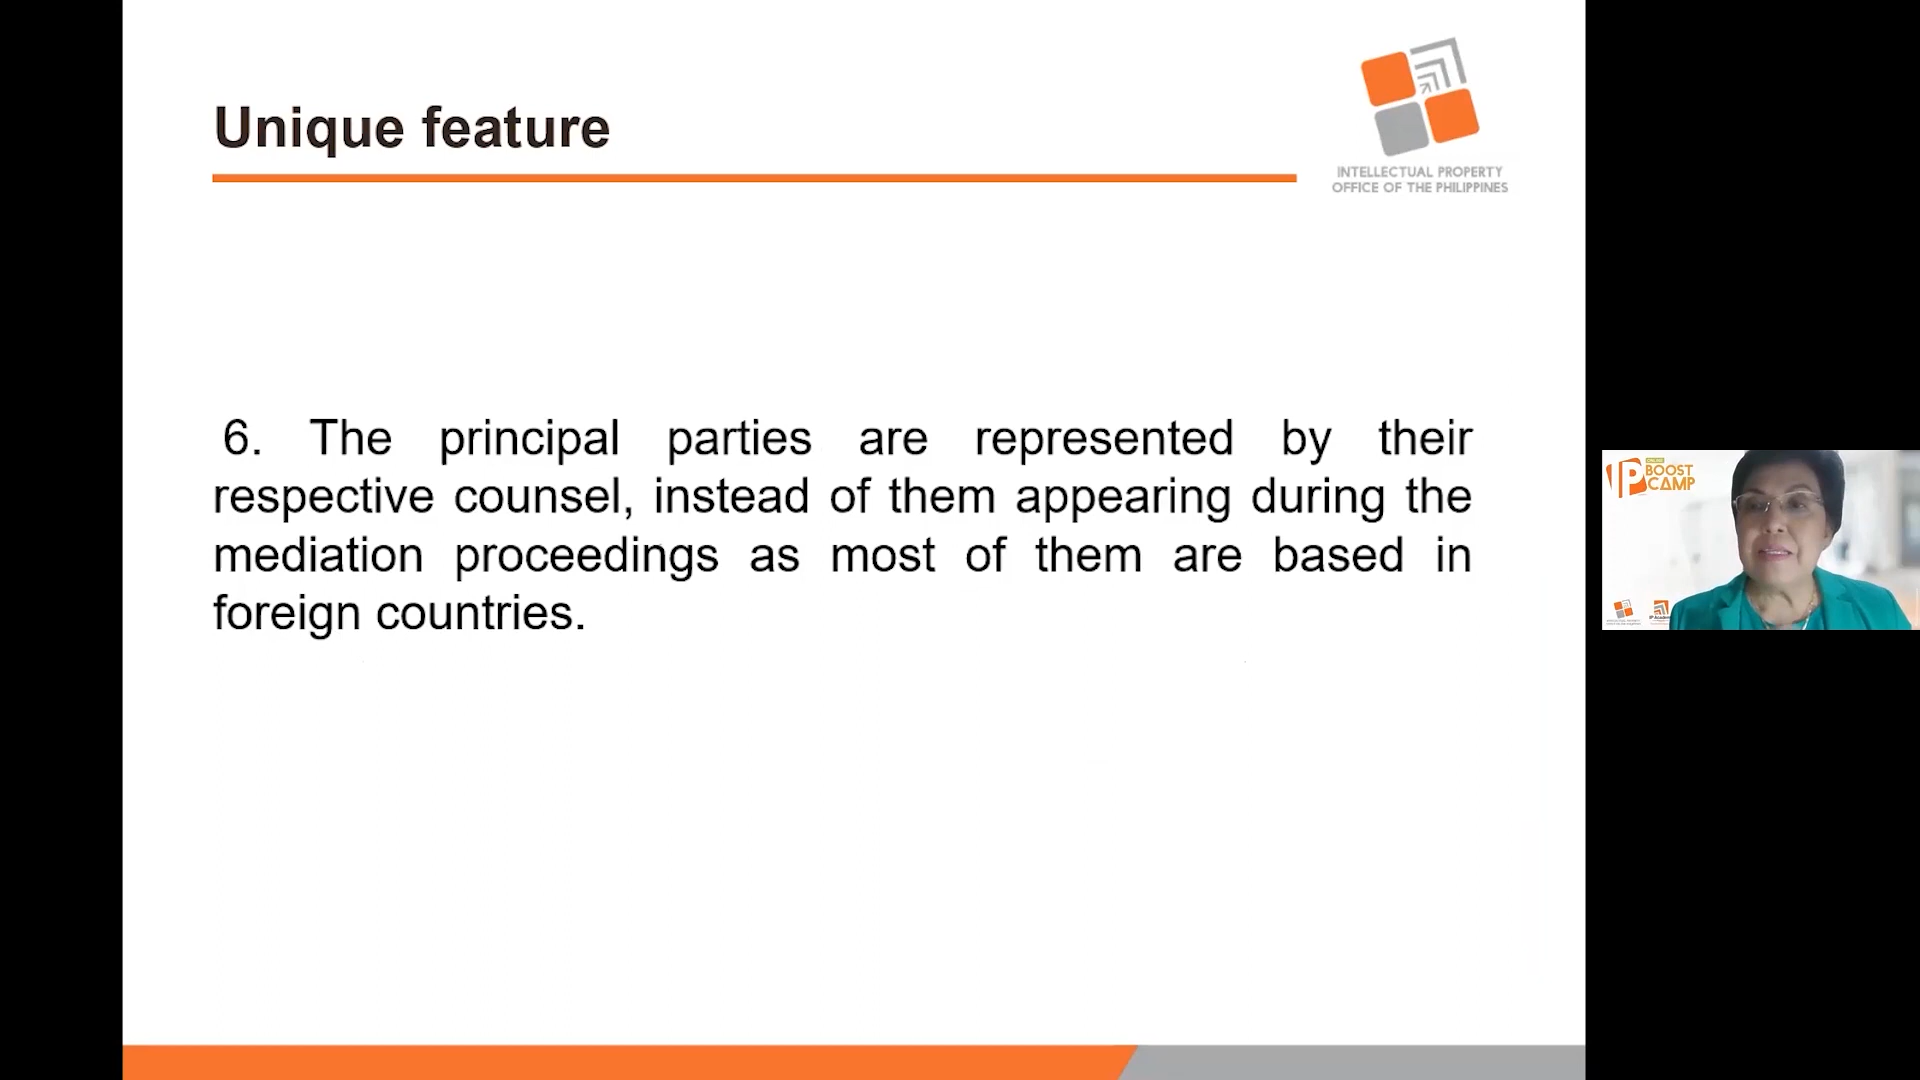 Unique feature
INTELLECTUAL PROPERTY
OFFICE OF THE PHILIPPINES
6. The principal parties are represented by their
respective counsel, instead of them appearing during the
mediation proceedings as most of them are based in
foreign countries.
IP BOOST
CAMP